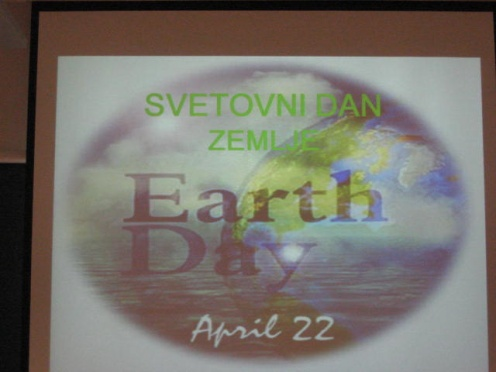 SVETOVNI DAN
ZEMLJE
Earth
Day
April 22